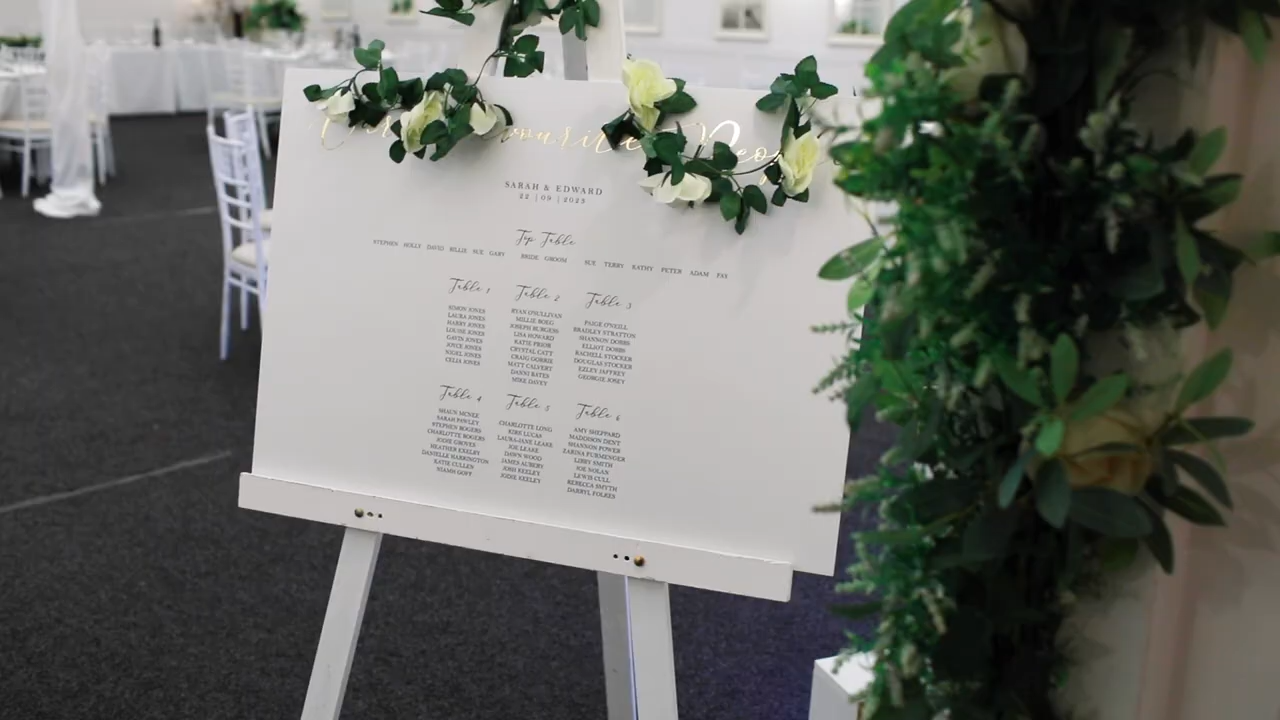 Our Favourite People
SARAH & EDWARD
22 | 09 | 2023
Top Table
STEPHEN HOLLY DAVID BILLIE SUE GARY BRIDE GROOM SUE TERRY KATHY PETER ADAM FAY
Table 1
SIMON JONES
LAURA JONES
HARRY JONES
LOUISE JONES
GAVIN JONES
JOYCE JONES
NIGEL JONES
CELIA JONES
Table 2
RYAN O'SULLIVAN
MILLIE BOEG
JOSEPH BURGESS
LISA HOWARD
KATIE PRIOR
CRYSTAL CATT
CRAIG GORRIE
MATT CALVERT
DANNI BATES
MIKE DAVEY
Table 3
PAIGE O'NEILL
BRADLEY STRATTON
SHANNON DOBBS
ELLIOT DOBBS
RACHELL STOCKER
DOUGLAS STOCKER
EZLEY JAFFREY
GEORGIE JOSEY
Table 4
SHAUN MCNEE
SARAH PAWLEY
STEPHEN ROGERS
CHARLOTTE ROGERS
JODIE GROVES
HEATHER EXELBY
DANIELLE HARRINGTON
KATIE CULLEN
NIAMH GOFF
Table 5
CHARLOTTE LONG
KIRK LUCAS
LAURA-JANE LEAKE
JOE LEAKE
DAWN WOOD
JAMES AUBERY
JOSH KEELEY
JODIE KEELEY
Table 6
AMY SHEPPARD
MADDISON DENT
SHANNON POWER
ZARINA FURMENGER
LIBBY SMITH
JOE NOLAN
LEWIS CULL
REBECCA SMYTH
DARRYL FOLKES